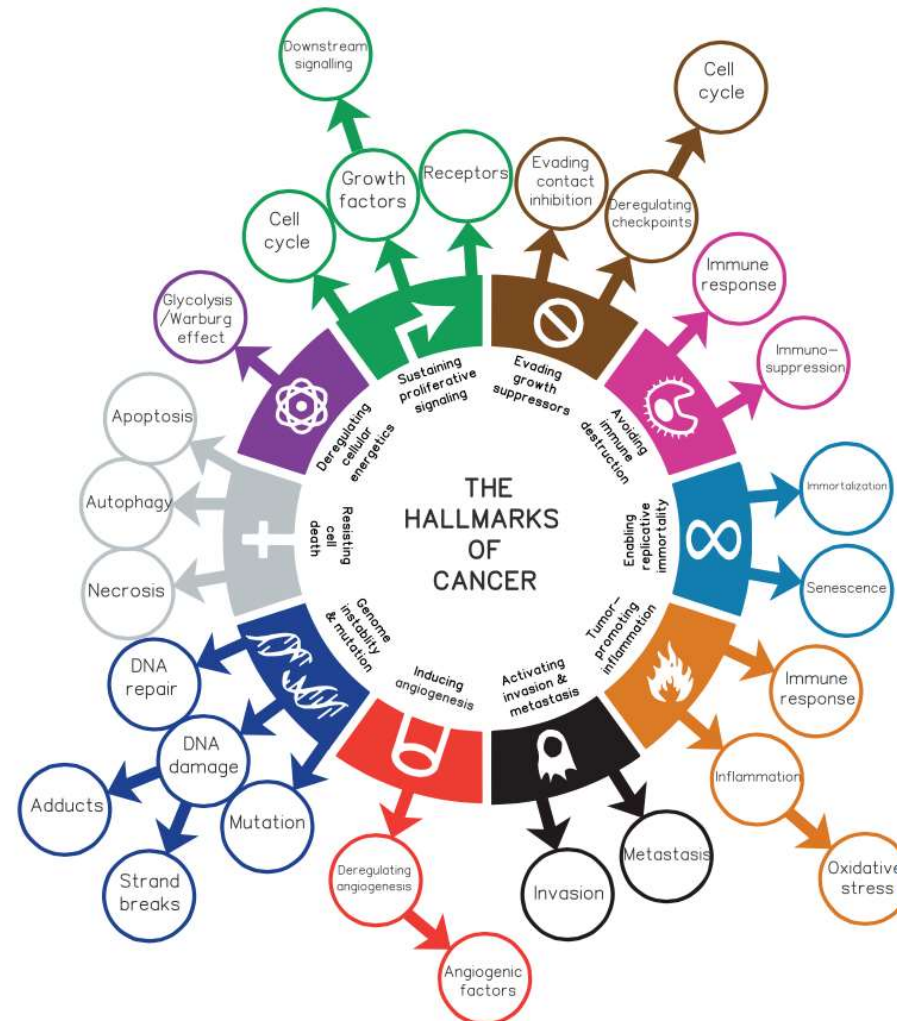 Downstream
signalling
Growth
factors
Receptors
Cell
cycle
Evading
contact
inhibition
Deregulating
checkpoints
Cell
cycle
Immune
response
Immuno-
suppression
Glycolysis
/Warburg
effect
Apoptosis
Autophagy
Necrosis
Immortalization
Senescence
Sustaining
proliferative
signaling
Evading
growth
suppressors
Avoiding
immune
destruction
Deregulating
cellular
energetics
Resisting
cell
death
THE
HALLMARKS
OF
CANCER
Enabling
replicative
immortality
Genome
instablity
& mutation
Inducing
angiogenesis
Activating
invasion &
metastasis
Tumor-
promoting
inflammation
DNA
repair
DNA
damage
Adducts
Strand
breaks
Mutation
Deregulating
angiogenesis
Angiogenic
factors
Invasion
Metastasis
Immune
response
Inflammation
Oxidative
stress